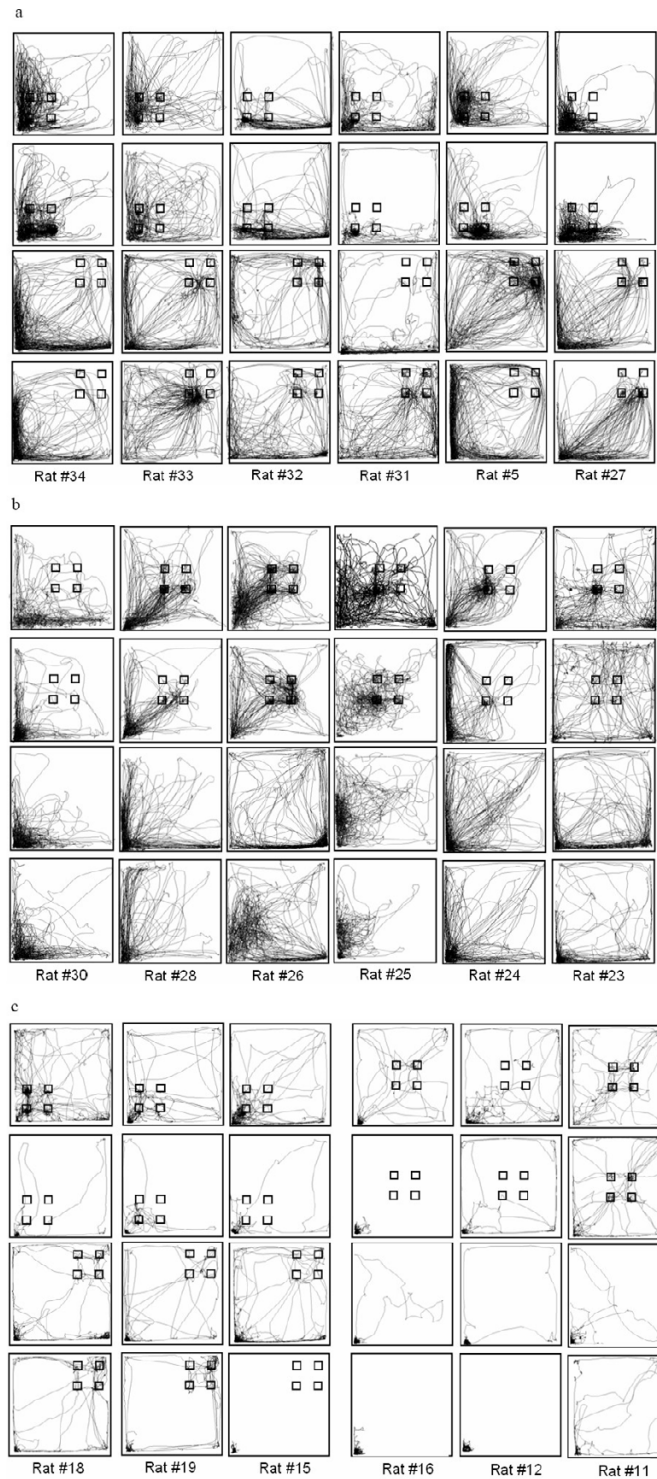 a
Rat #34 Rat #33 Rat #32 Rat #31 Rat #5 Rat #27
b
Rat #30 Rat #28 Rat #26 Rat #25 Rat #24 Rat #23
c
Rat #18 Rat #19 Rat #15 Rat #16 Rat #12 Rat #11